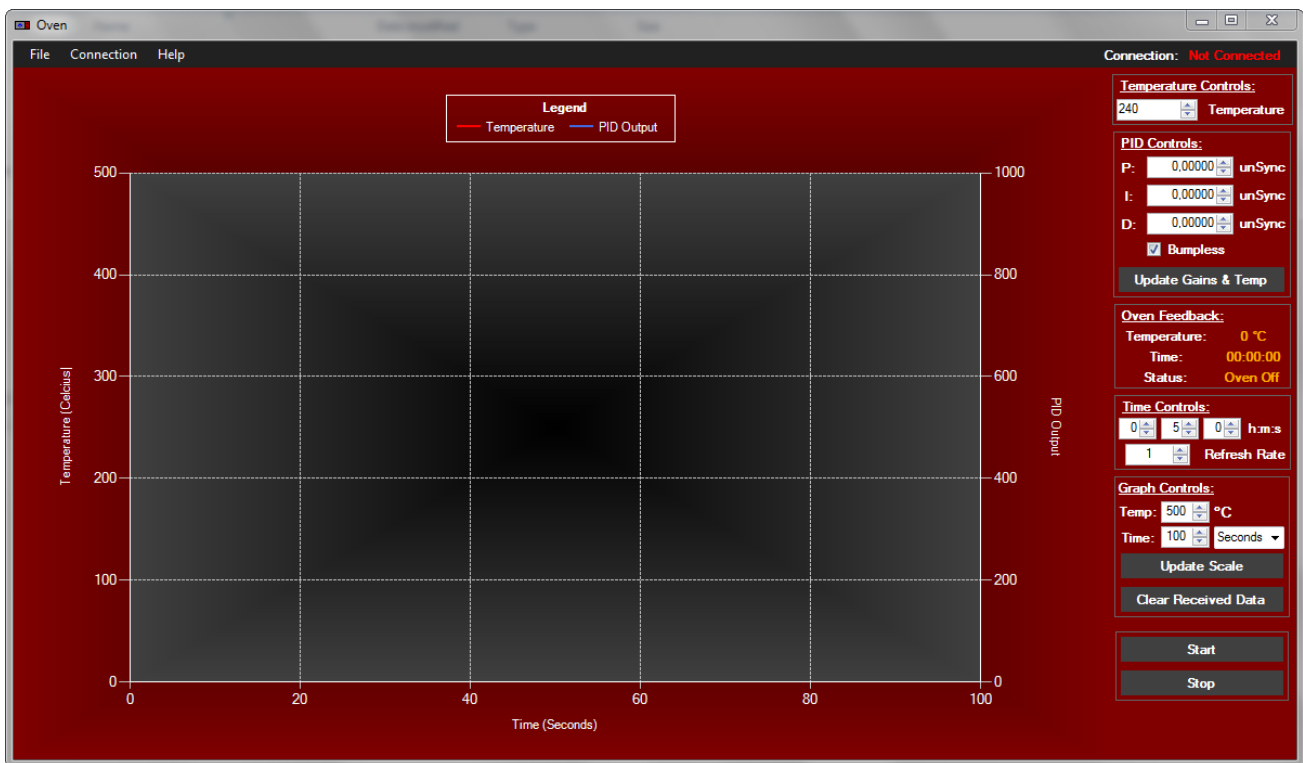 Oven
File Connection Help
Connection: Not Connected
Legend
Temperature PID Output
500
400
300
200
100
0
Temperature (Celcius|
1000
800
600
400
200
0
PID Output
0 20 40 60 80 100
Time (Seconds)
Temperature Controls:
240 Temperature
PID Controls:
P: 0,00000 unSync
I: 0,00000 unSync
D: 0,00000 unSync
Bumpless
Update Gains & Temp
Oven Feedback:
Temperature: 0 °C
Time: 00:00:00
Status: Oven Off
Time Controls:
0 5 0 h:m:s
1 Refresh Rate
Graph Controls:
Temp: 500 °C
Time: 100 Seconds
Update Scale
Clear Received Data
Start
Stop